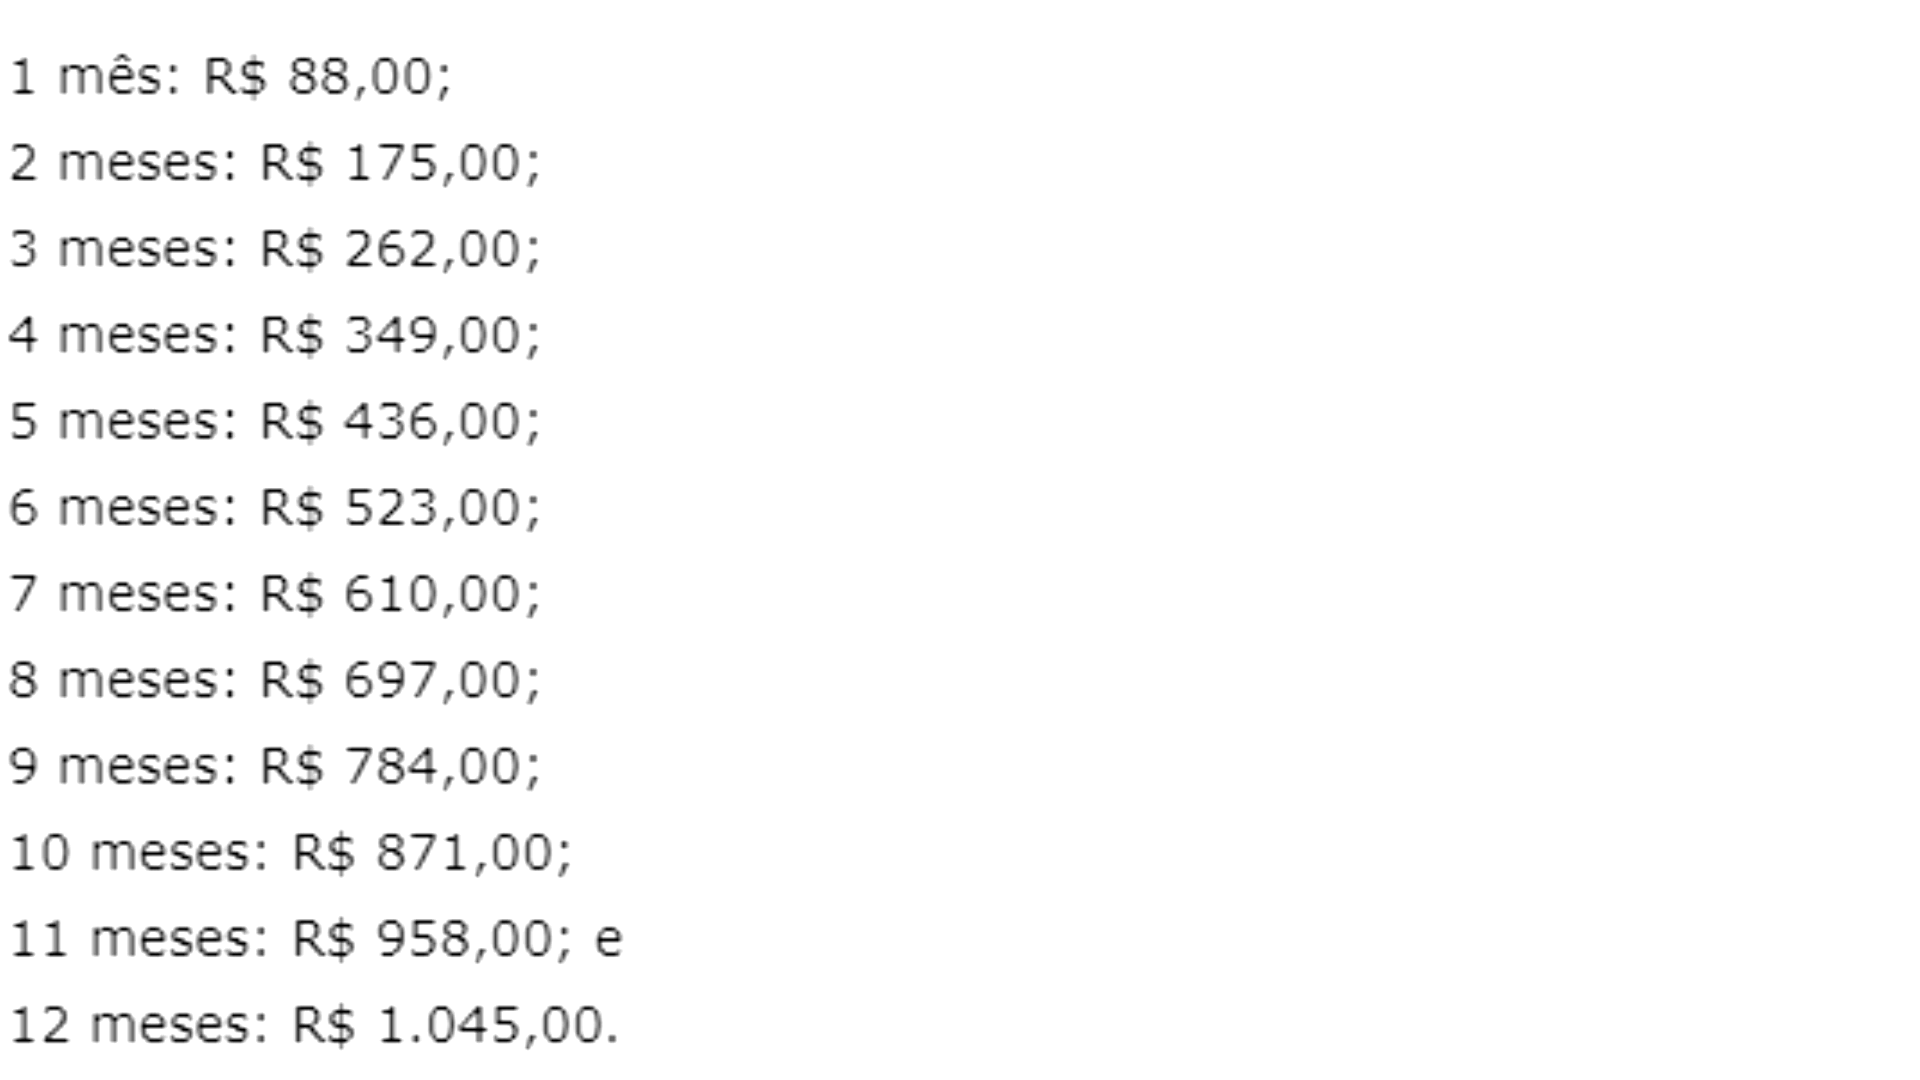 1 mês: R$ 88,00;
2 meses: R$ 175,00;
3 meses: R$ 262,00;
4 meses: R$ 349,00;
5 meses: R$ 436,00;
6 meses: R$ 523,00;
7 meses: R$ 610,00;
8 meses: R$ 697,00;
9 meses: R$ 784,00;
10 meses: R$ 871,00;
11 meses: R$ 958,00; e
12 meses: R$ 1.045,00.